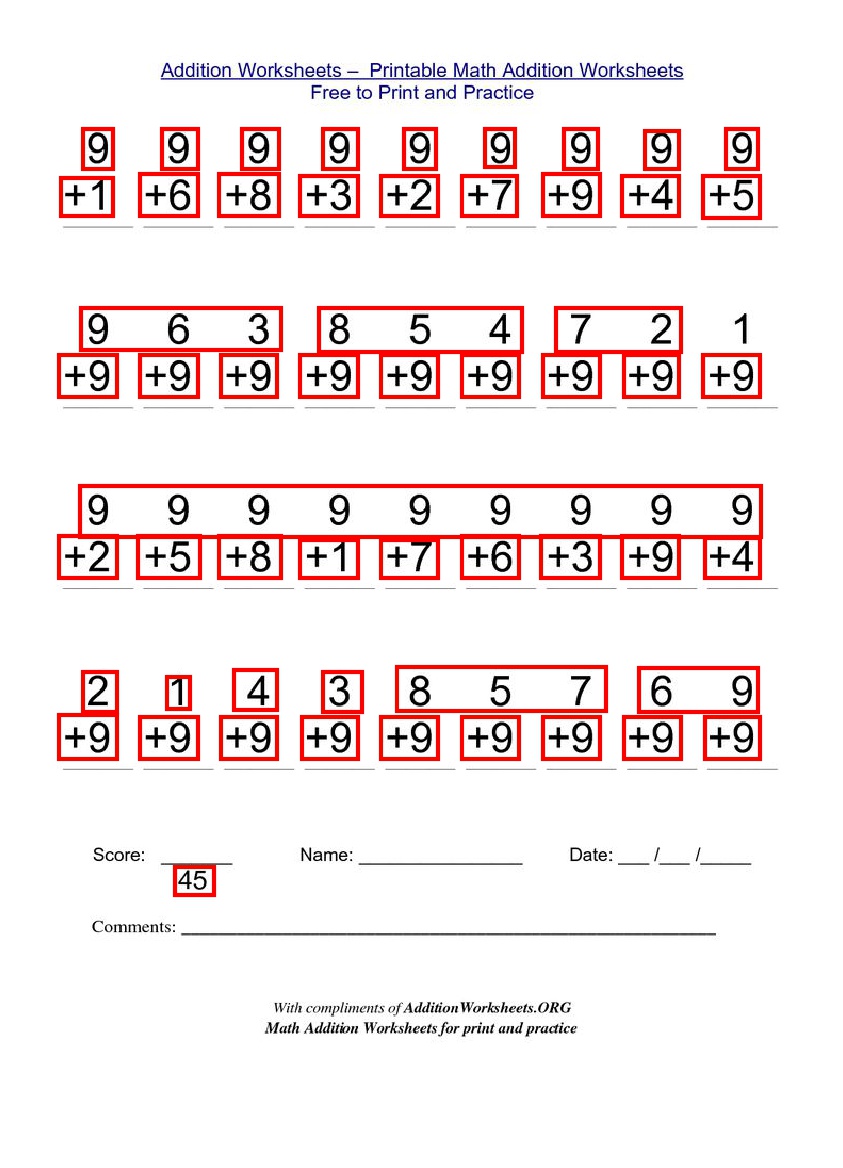 Addition Worksheets – Printable Math Addition Worksheets
Free to Print and Practice
9 9 9 9 9 9 9 9 9
+1 +6 +8 +3 +2 +7 +9 +4 +5
9 6 3 8 5 4 7 2 1
+9 +9 +9 +9 +9 +9 +9 +9 +9
9 9 9 9 9 9 9 9 9
+2 +5 +8 +1 +7 +6 +3 +9 +4
2 1 4 3 8 5 7 6 9
+9 +9 +9 +9 +9 +9 +9 +9 +9
Score: _______ Name: ________________ Date: ___ /___ /_____
45
Comments: ___________________________________________________________
With compliments of AdditionWorksheets.ORG
Math Addition Worksheets for print and practice